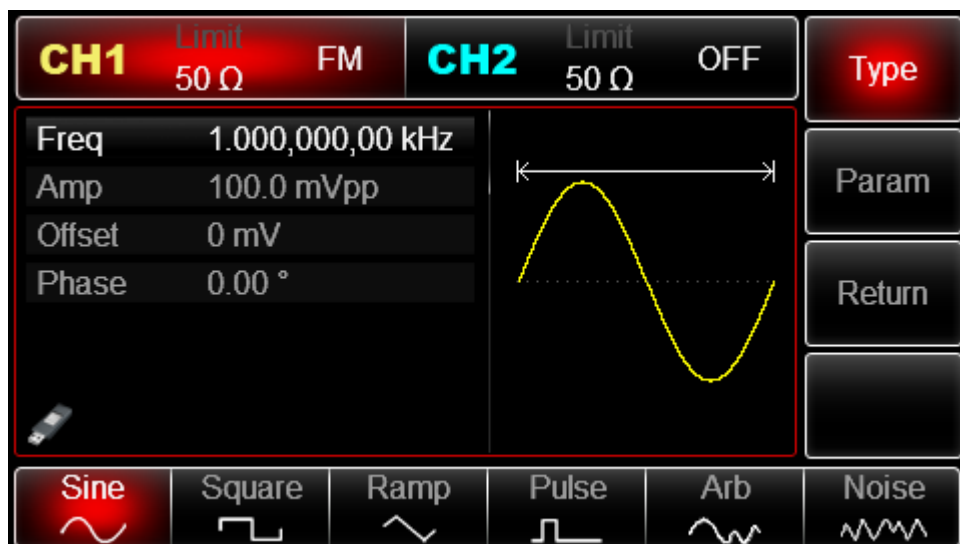 CH1 Limit 50 Ω FM CH2 Limit 50 Ω OFF Type
Freq 1.000,000,00 kHz
Amp 100.0 mVpp Param
Offset 0 mV
Phase 0.00 ° Return
Sine Square Ramp Pulse Arb Noise